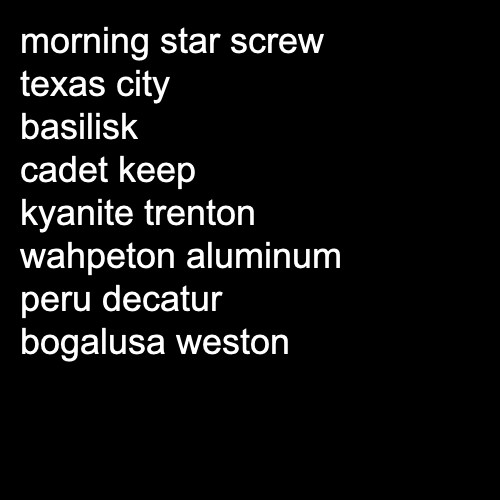 morning star screw
texas city
basilisk
cadet keep
kyanite trenton
wahpeton aluminum
peru decatur
bogalusa weston